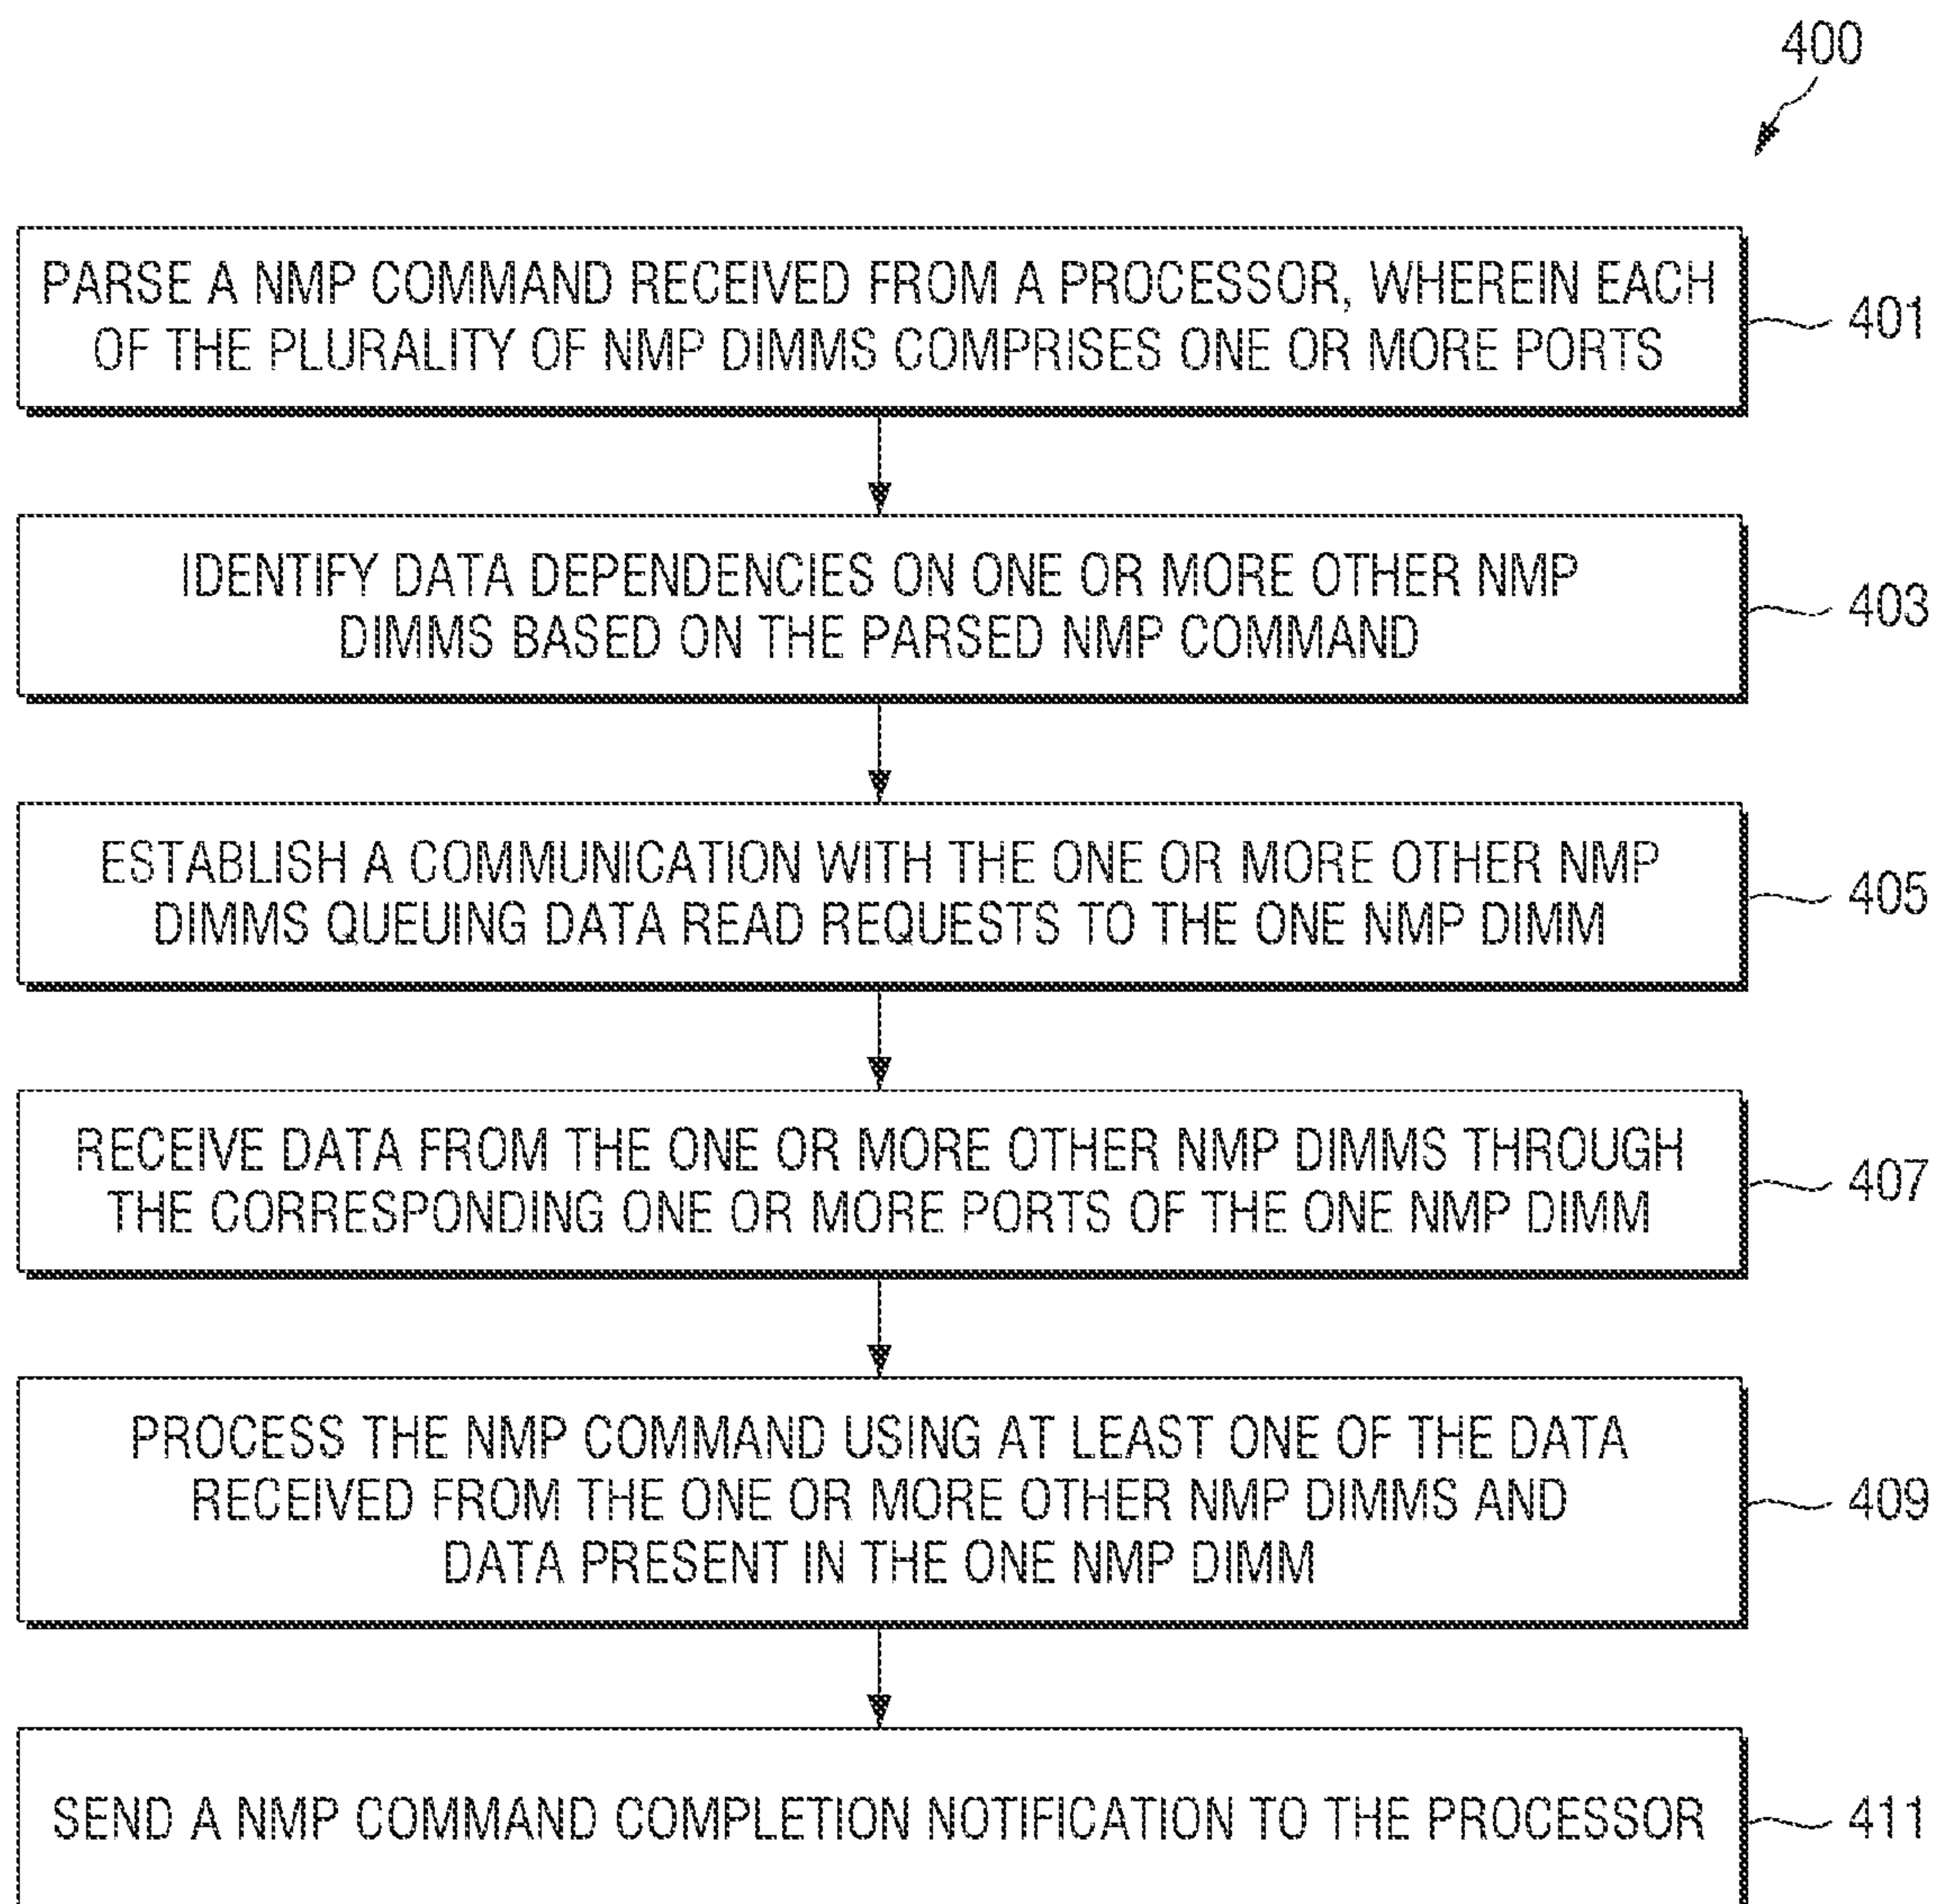 400
PARSE A NMP COMMAND RECEIVED FROM A PROCESSOR, WHEREIN EACH
OF THE PLURALITY OF NMP DIMMS COMPRISES ONE OR MORE PORTS
401
IDENTIFY DATA DEPENDENCIES ON ONE OR MORE OTHER NMP
DIMMS BASED ON THE PARSED NMP COMMAND
403
ESTABLISH A COMMUNICATION WITH THE ONE OR MORE OTHER NMP
DIMMS QUEUING DATA READ REQUESTS TO THE ONE NMP DIMM
405
RECEIVE DATA FROM THE ONE OR MORE OTHER NMP DIMMS THROUGH
THE CORRESPONDING ONE OR MORE PORTS OF THE ONE NMP DIMM
407
PROCESS THE NMP COMMAND USING AT LEAST ONE OF THE DATA
RECEIVED FROM THE ONE OR MORE OTHER NMP DIMMS AND
DATA PRESENT IN THE ONE NMP DIMM
409
SEND A NMP COMMAND COMPLETION NOTIFICATION TO THE PROCESSOR
411